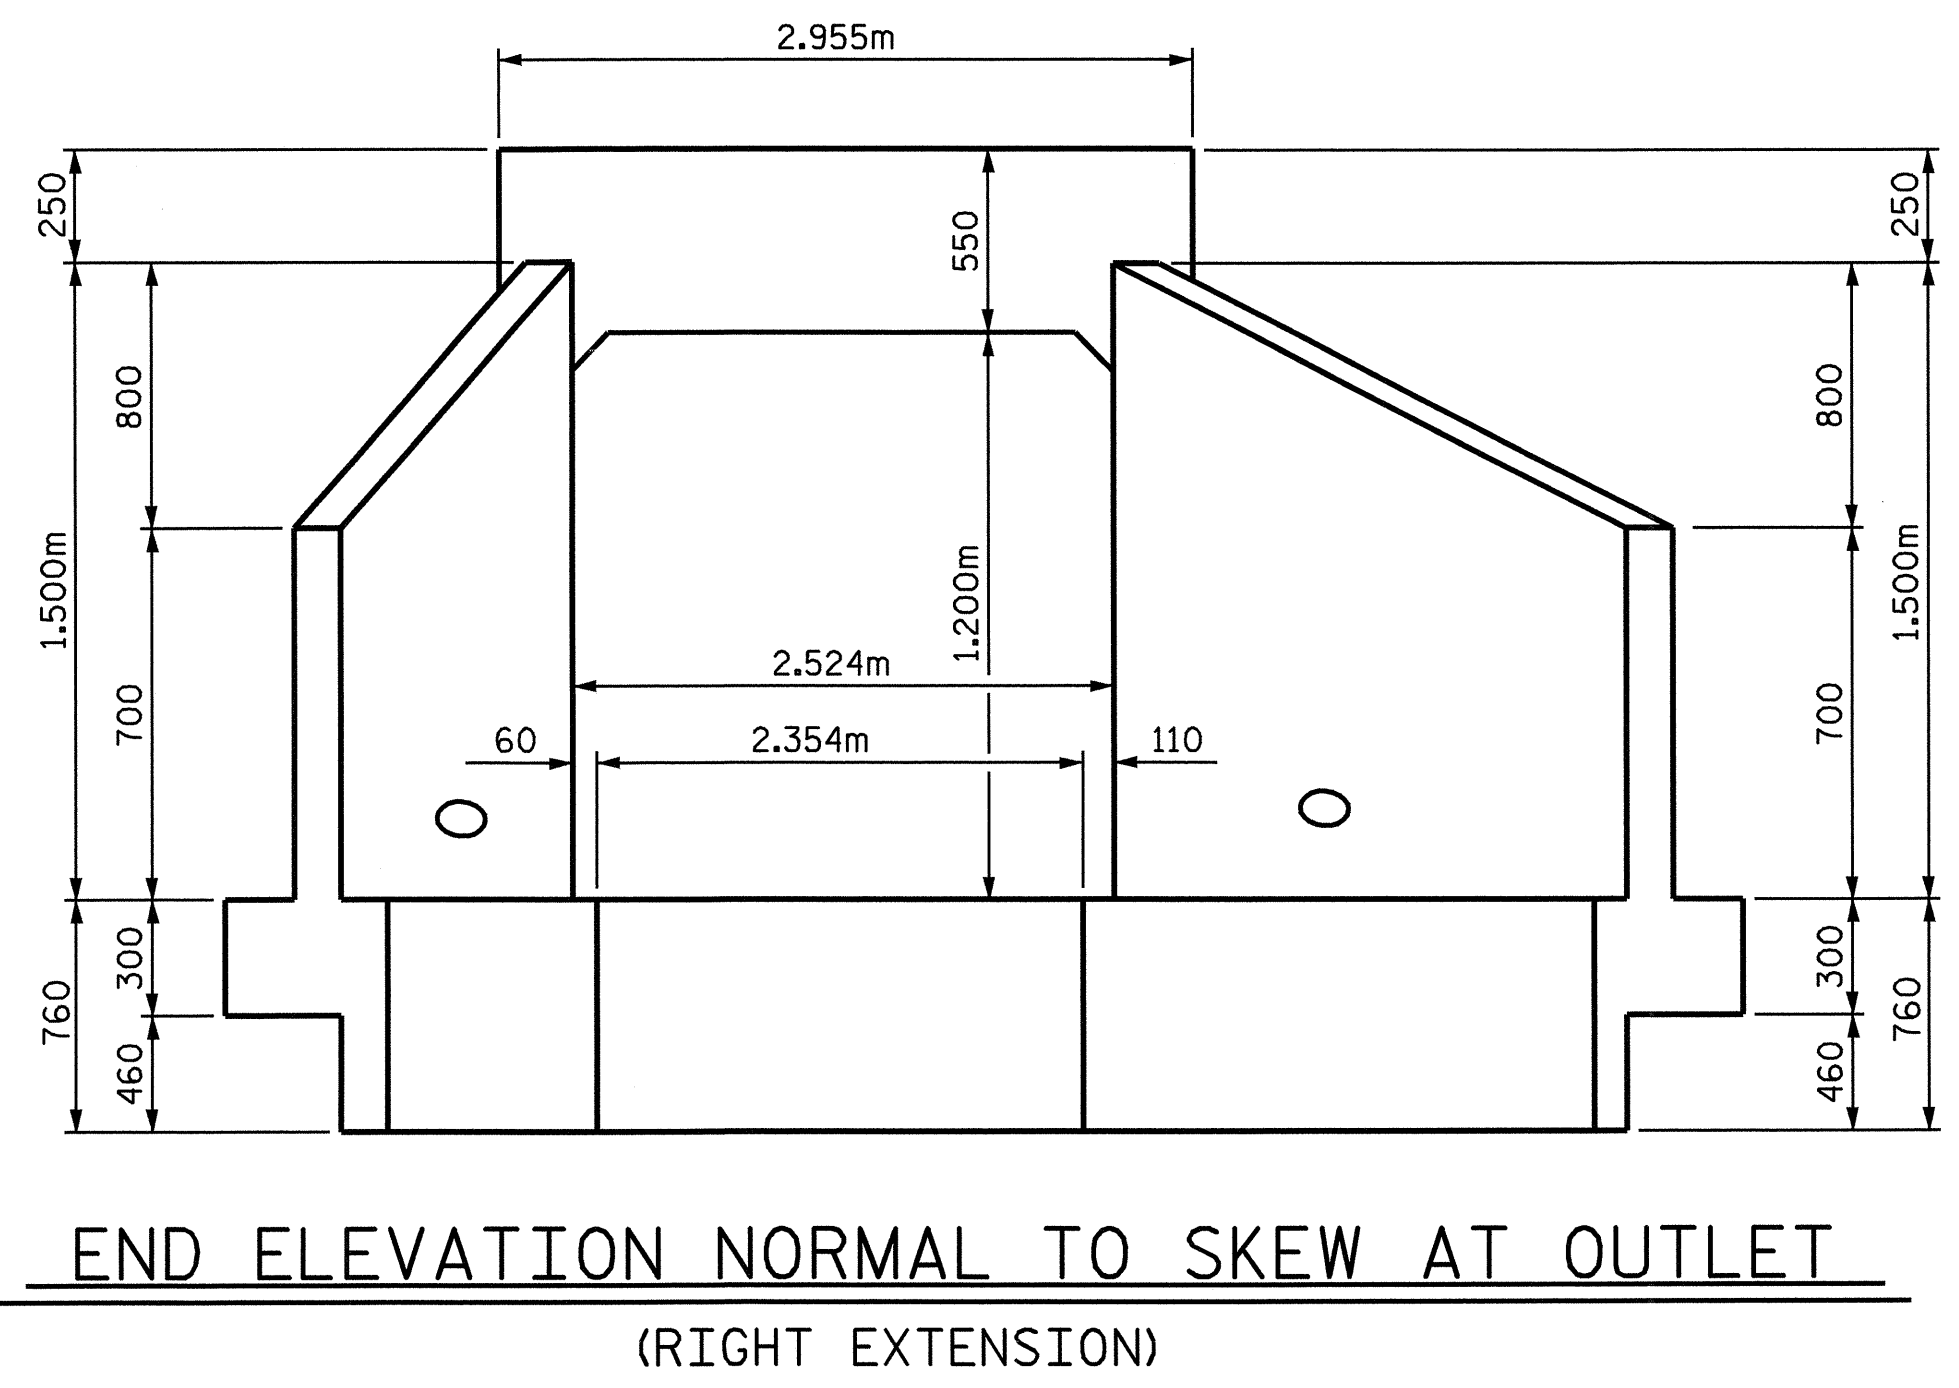 2.955m
250
550
250
800
800
1.500m
1.200m
1.500m
2.524m
700
700
60
2.354m
110
300
300
760
760
460
460
END ELEVATION NORMAL TO SKEW AT OUTLET
(RIGHT EXTENSION)